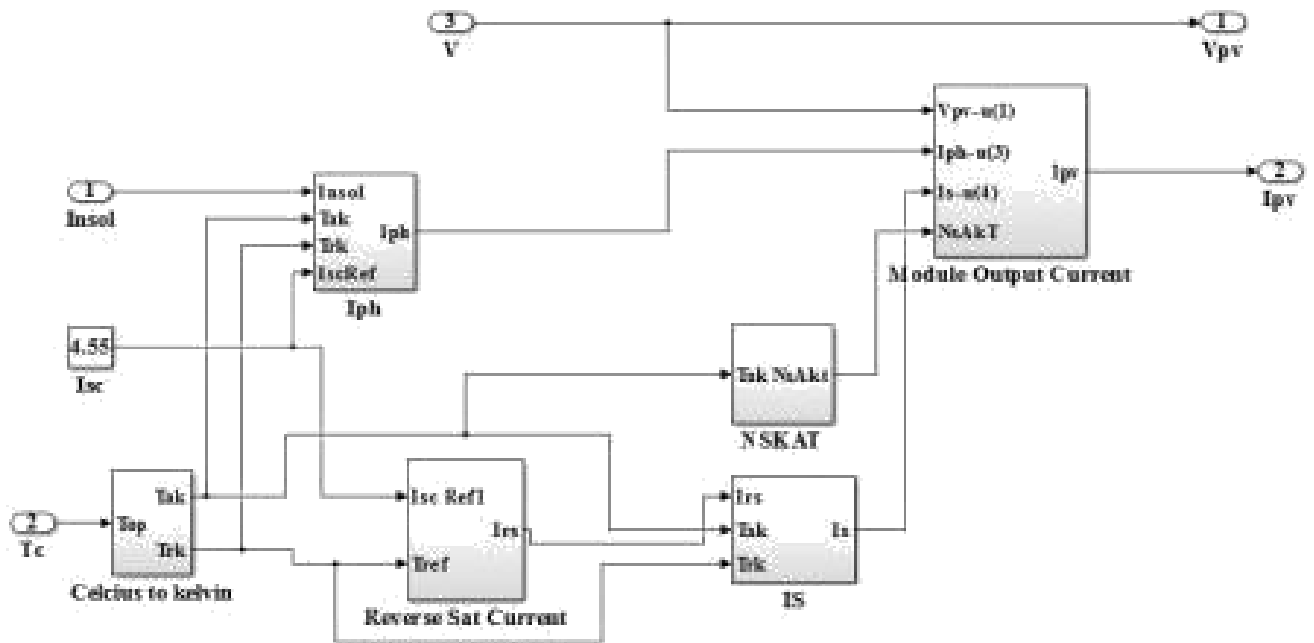 3
V
1
Vpv
Vpv-u(1)
Iph-u(3)
Is-u(4)
NsAkT
Ipv
Module Output Current
2
Ipv
1
Insol
Insol
Tak
Trk
IscRef
Iph
Iph
4.55
Isc
Tak NsAkt
NSKAT
2
Tc
Top
Tak
Trk
Celcius to kelvin
Isc Ref1
Tref
Irs
Reverse Sat Current
Irs
Tak
Trk
Is
IS